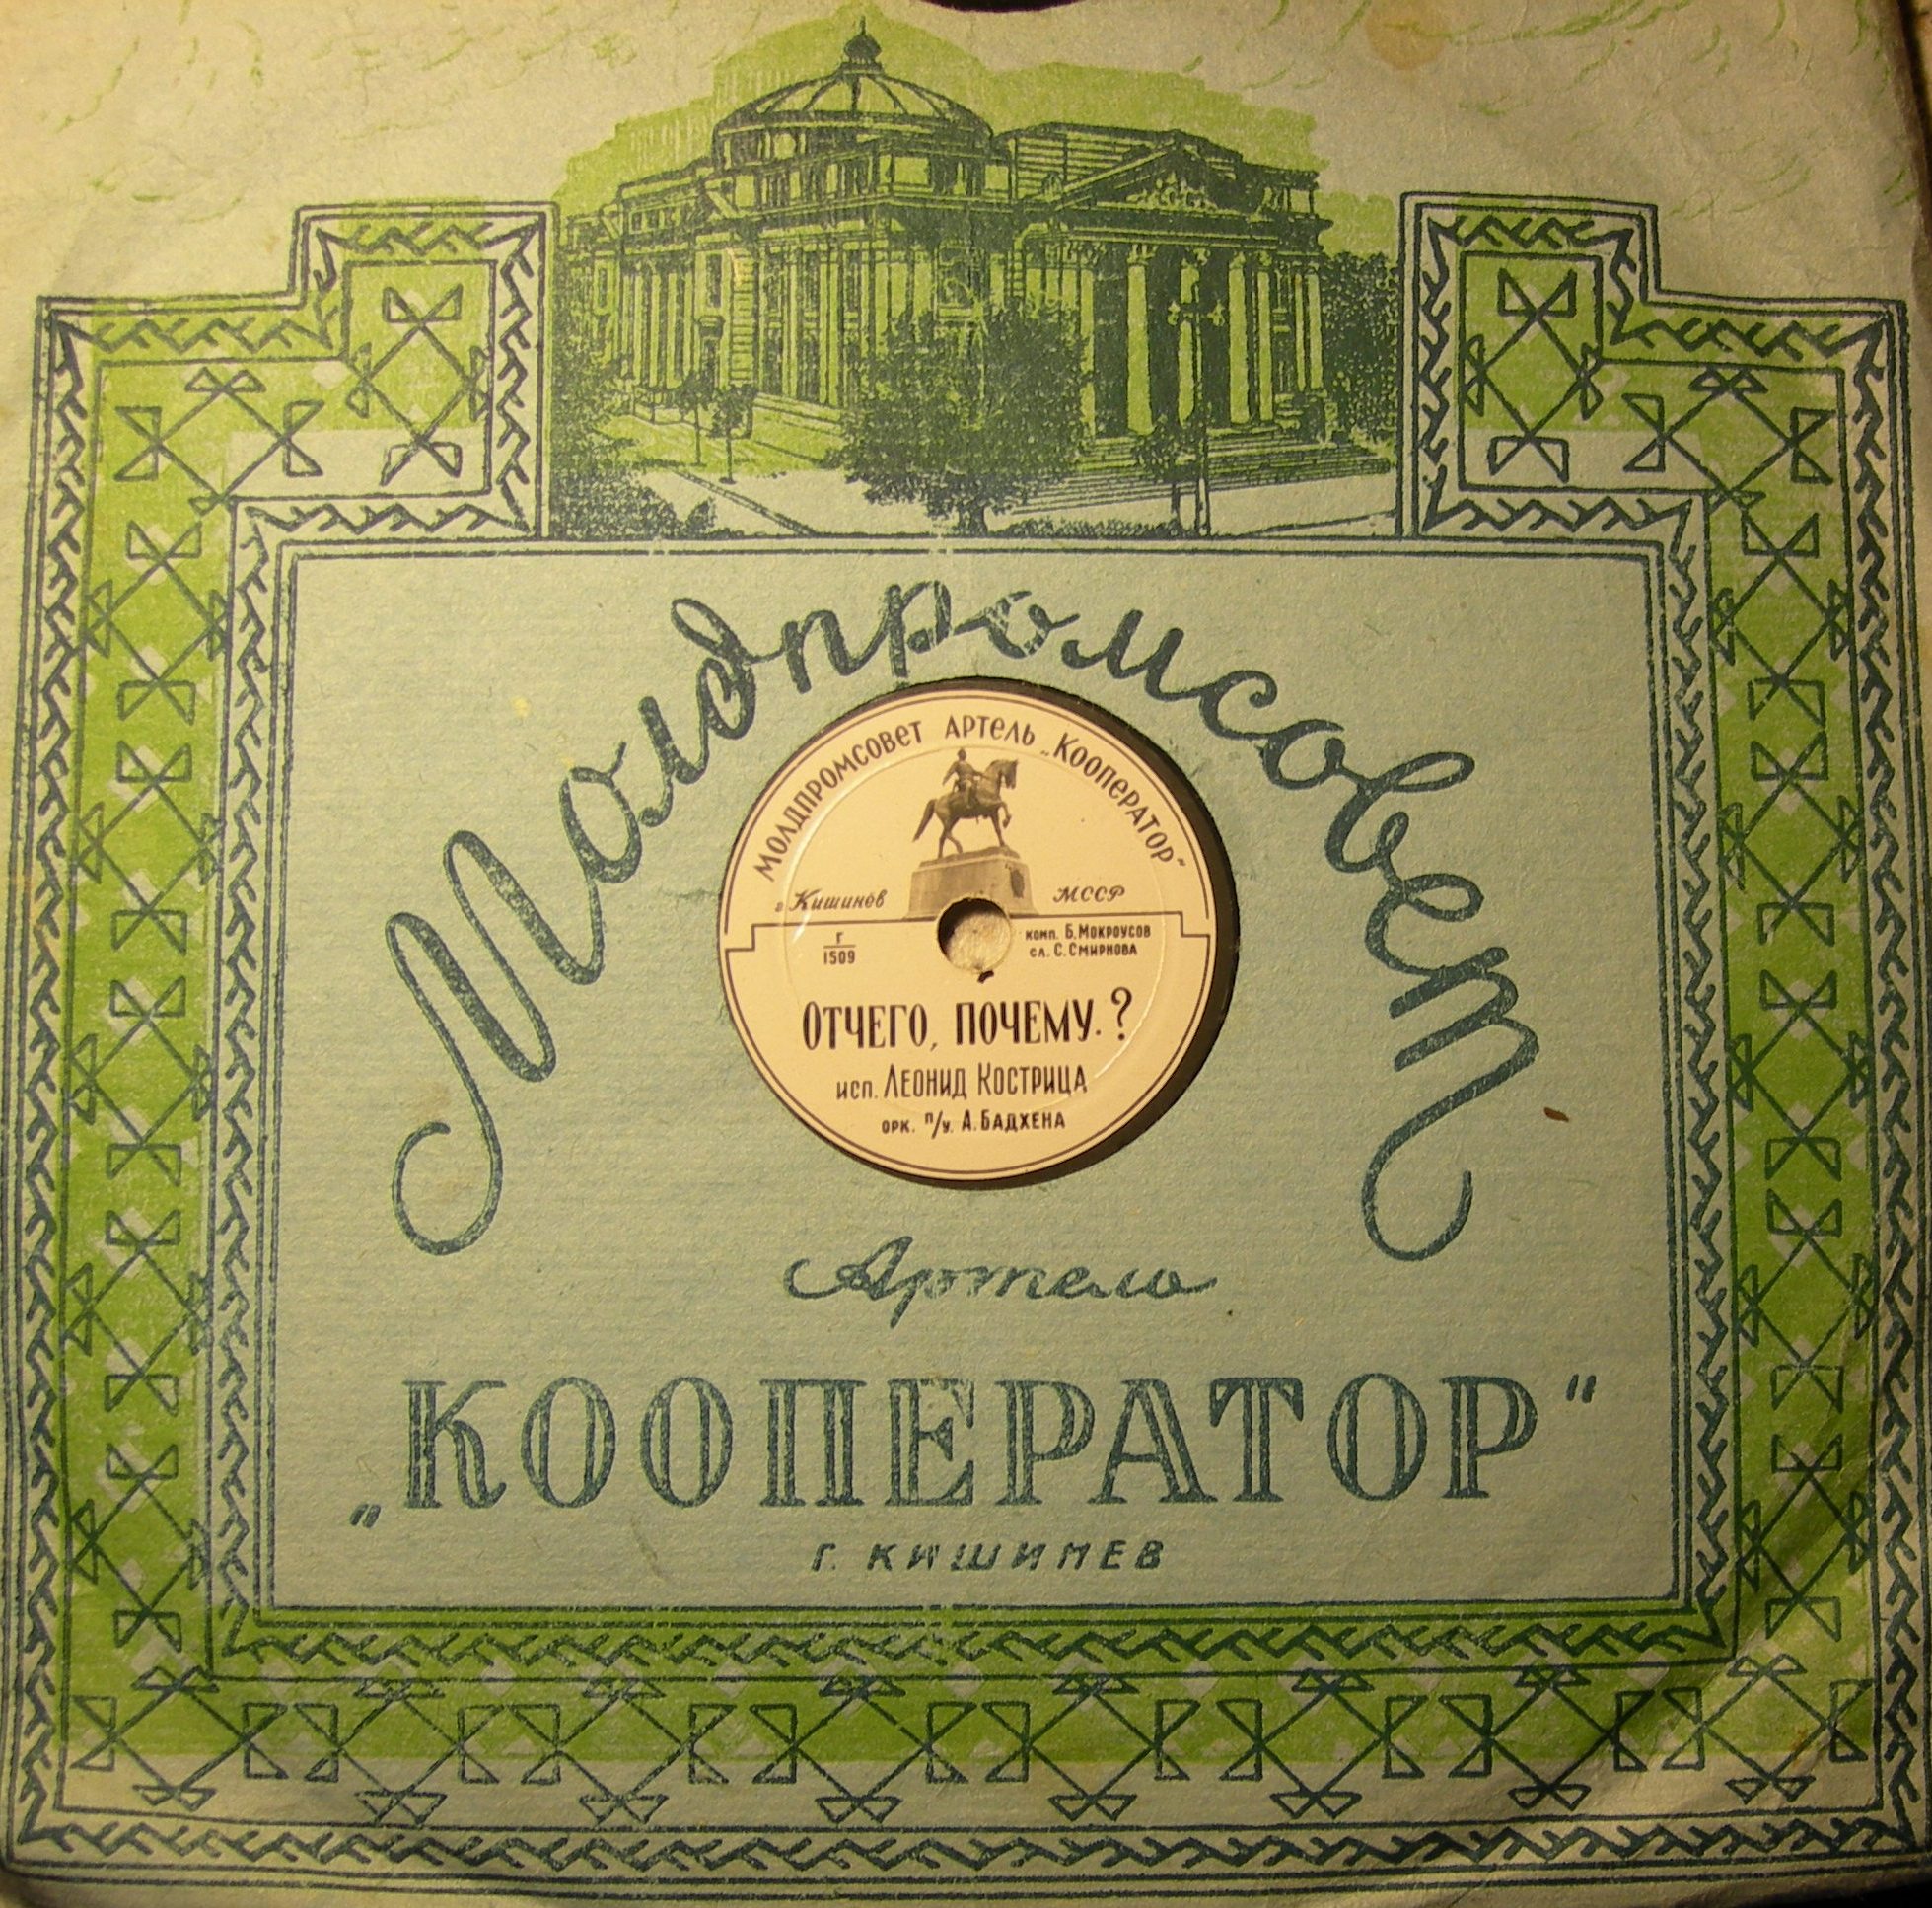 Молдпромсовет
МОЛДПРОМСОВЕТ АРТЕЛЬ „КООПЕРАТОР"
г. Кишинёв МССР
Г
1509
комп. Б. МОКРОУСОВ
сл. С. СМИРНОВА
ОТЧЕГО, ПОЧЕМУ.?
исп. ЛЕОНИД КОСТРИЦА
ОРК. П/У. А. БАДХЕНА
Артель
„КООПЕРАТОР"
Г. КИШИНЕВ